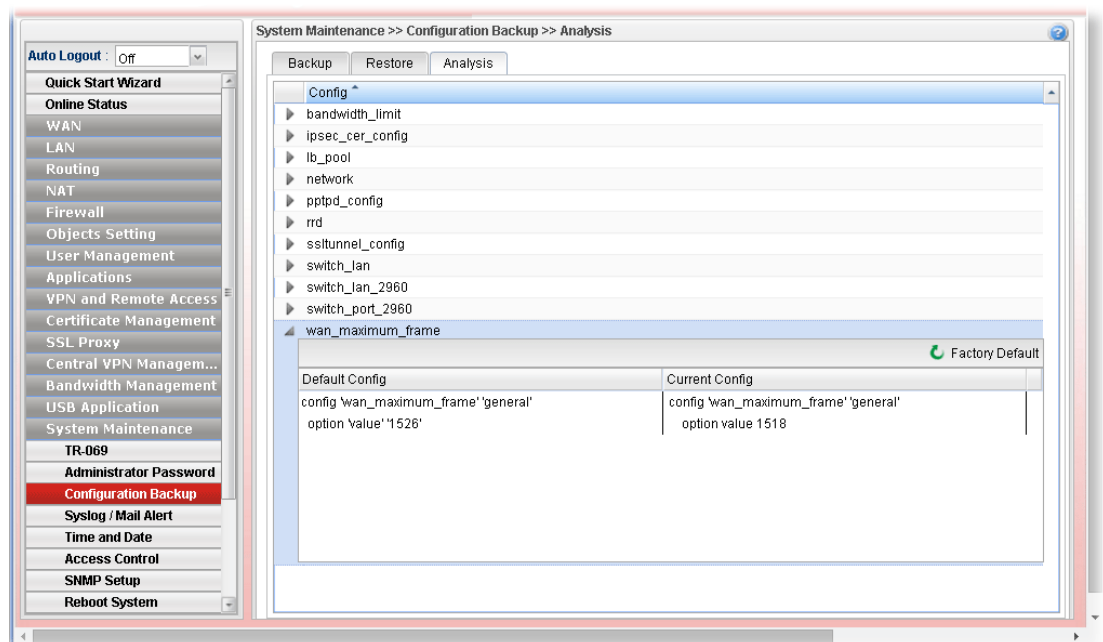 System Maintenance >> Configuration Backup >> Analysis
Auto Logout : Off
Quick Start Wizard
Online Status
WAN
LAN
Routing
NAT
Firewall
Objects Setting
User Management
Applications
VPN and Remote Access
Certificate Management
SSL Proxy
Central VPN Managem...
Bandwidth Management
USB Application
System Maintenance
TR-069
Administrator Password
Configuration Backup
Syslog / Mail Alert
Time and Date
Access Control
SNMP Setup
Reboot System
Backup Restore Analysis
Config
bandwidth_limit
ipsec_cer_config
lb_pool
network
pptpd_config
rrd
ssltunnel_config
switch_lan
switch_lan_2960
switch_port_2960
wan_maximum_frame
Factory Default
Default Config Current Config
config 'wan_maximum_frame' 'general' config 'wan_maximum_frame' 'general'
option 'value' '1526' option value 1518